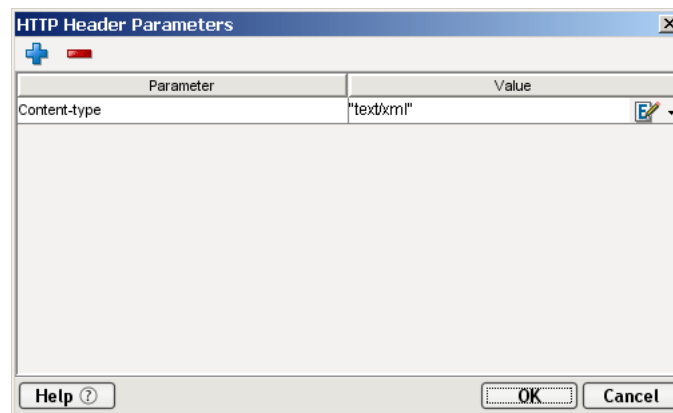 HTTP Header Parameters
Parameter Value
Content-type "text/xml"
Help ?
OK Cancel